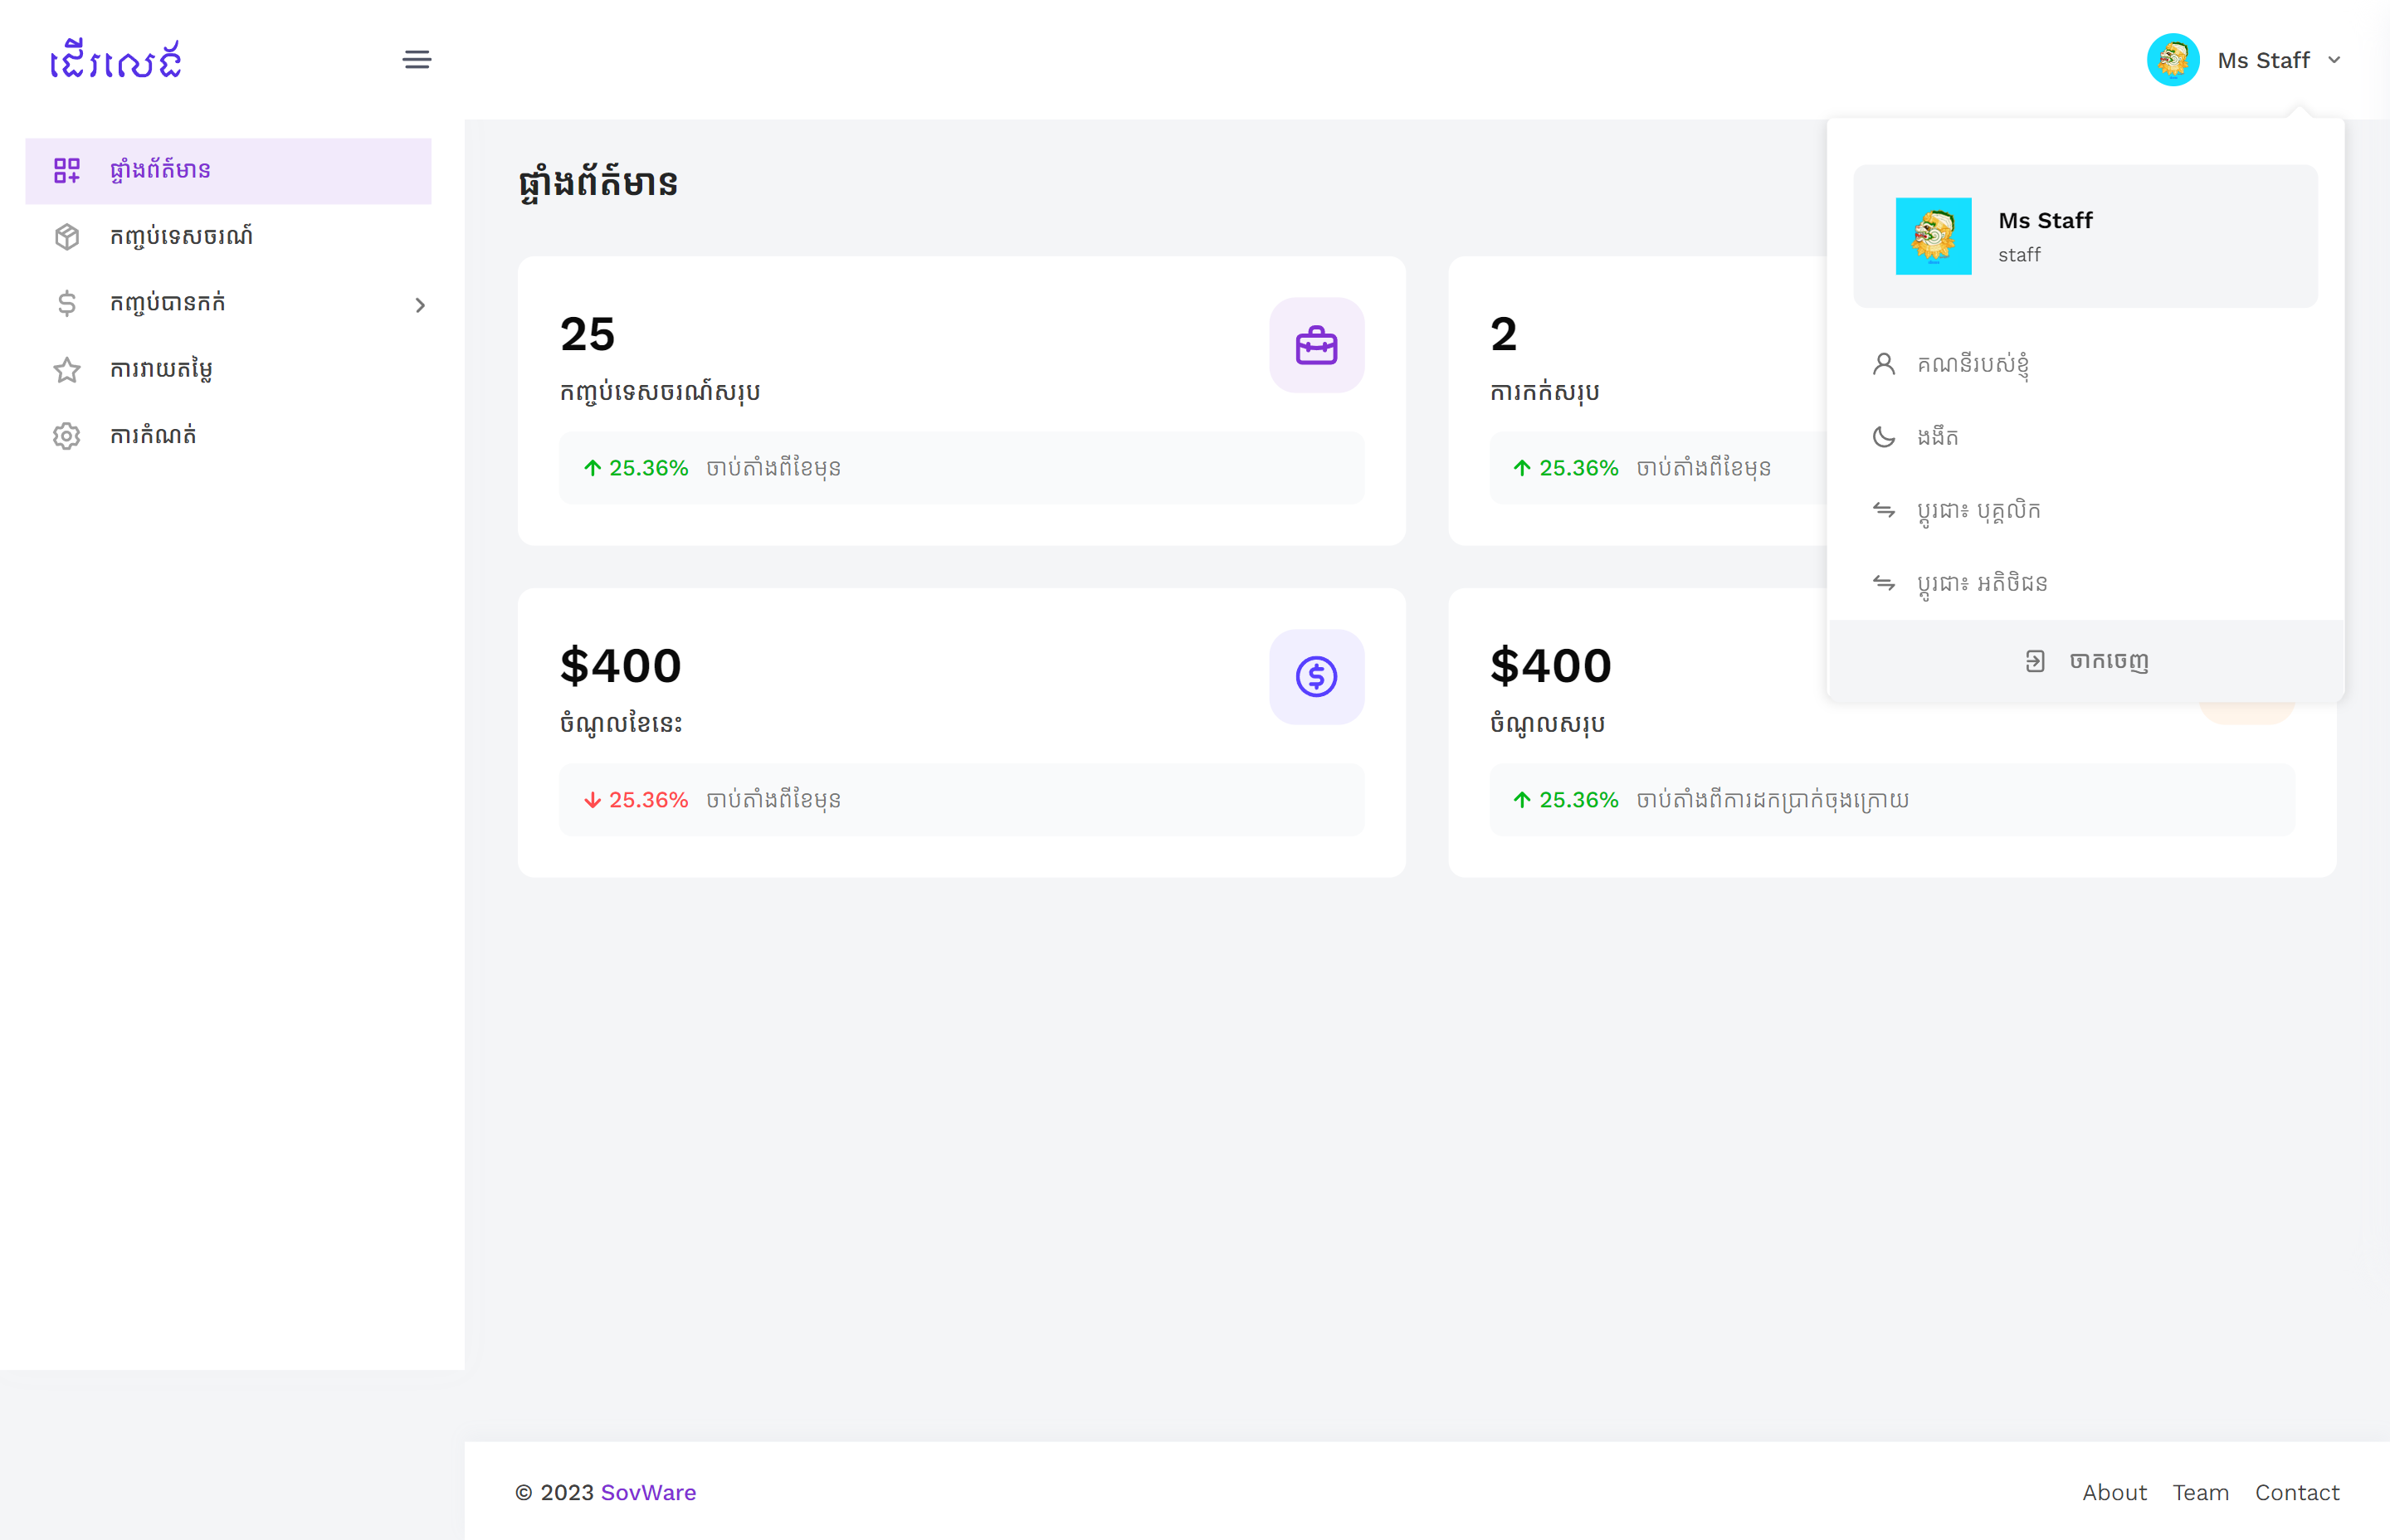 ដើរលេង
Ms Staff
ផ្ទាំងព័ត៍មាន
កញ្ចប់ទេសចរណ៍
កញ្ចប់បានកក់
ការវាយតម្លៃ
ការកំណត់
ផ្ទាំងព័ត៍មាន
25
កញ្ចប់ទេសចរណ៍សរុប
25.36% ចាប់តាំងពីខែមុន
2
ការកក់សរុប
25.36% ចាប់តាំងពីខែមុន
$400
ចំណូលខែនេះ
25.36% ចាប់តាំងពីខែមុន
$400
ចំណូលសរុប
25.36% ចាប់តាំងពីការដកប្រាក់ចុងក្រោយ
Ms Staff
staff
គណនីរបស់ខ្ញុំ
ងងឹត
ប្តូរជា៖ បុគ្គលិក
ប្តូរជា៖ អតិថិជន
ចាកចេញ
© 2023 SovWare
About Team Contact